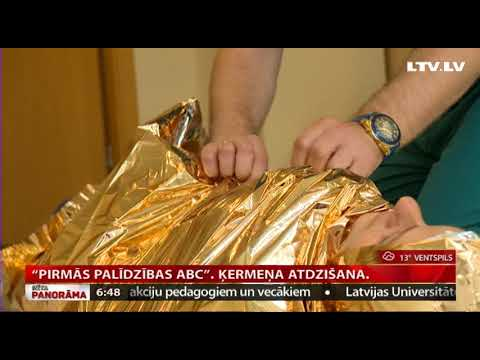 LTV.LV
13° VENTSPILS
"PIRMĀS PALĪDZĪBAS ABC". ĶERMEŅA ATDZIŠANA.
RĪTA
PANORĀMA
6:48 akciju pedagogiem un vecākiem • Latvijas Universitāt